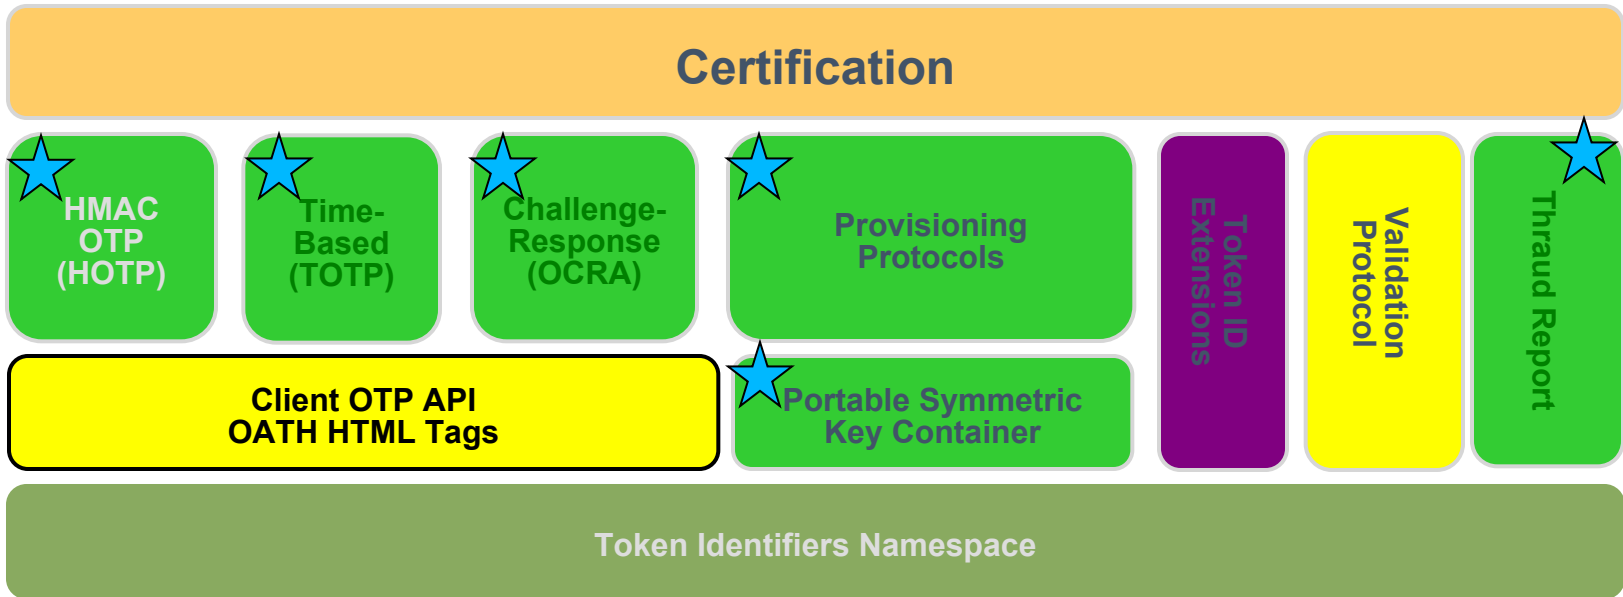 Certification
HMAC
OTP
(HOTP)
Time-
Based
(TOTP)
Challenge-
Response
(OCRA)
Provisioning
Protocols
Token ID
Extensions
Validation
Protocol
Thraud Report
Client OTP API
OATH HTML Tags
Portable Symmetric
Key Container
Token Identifiers Namespace